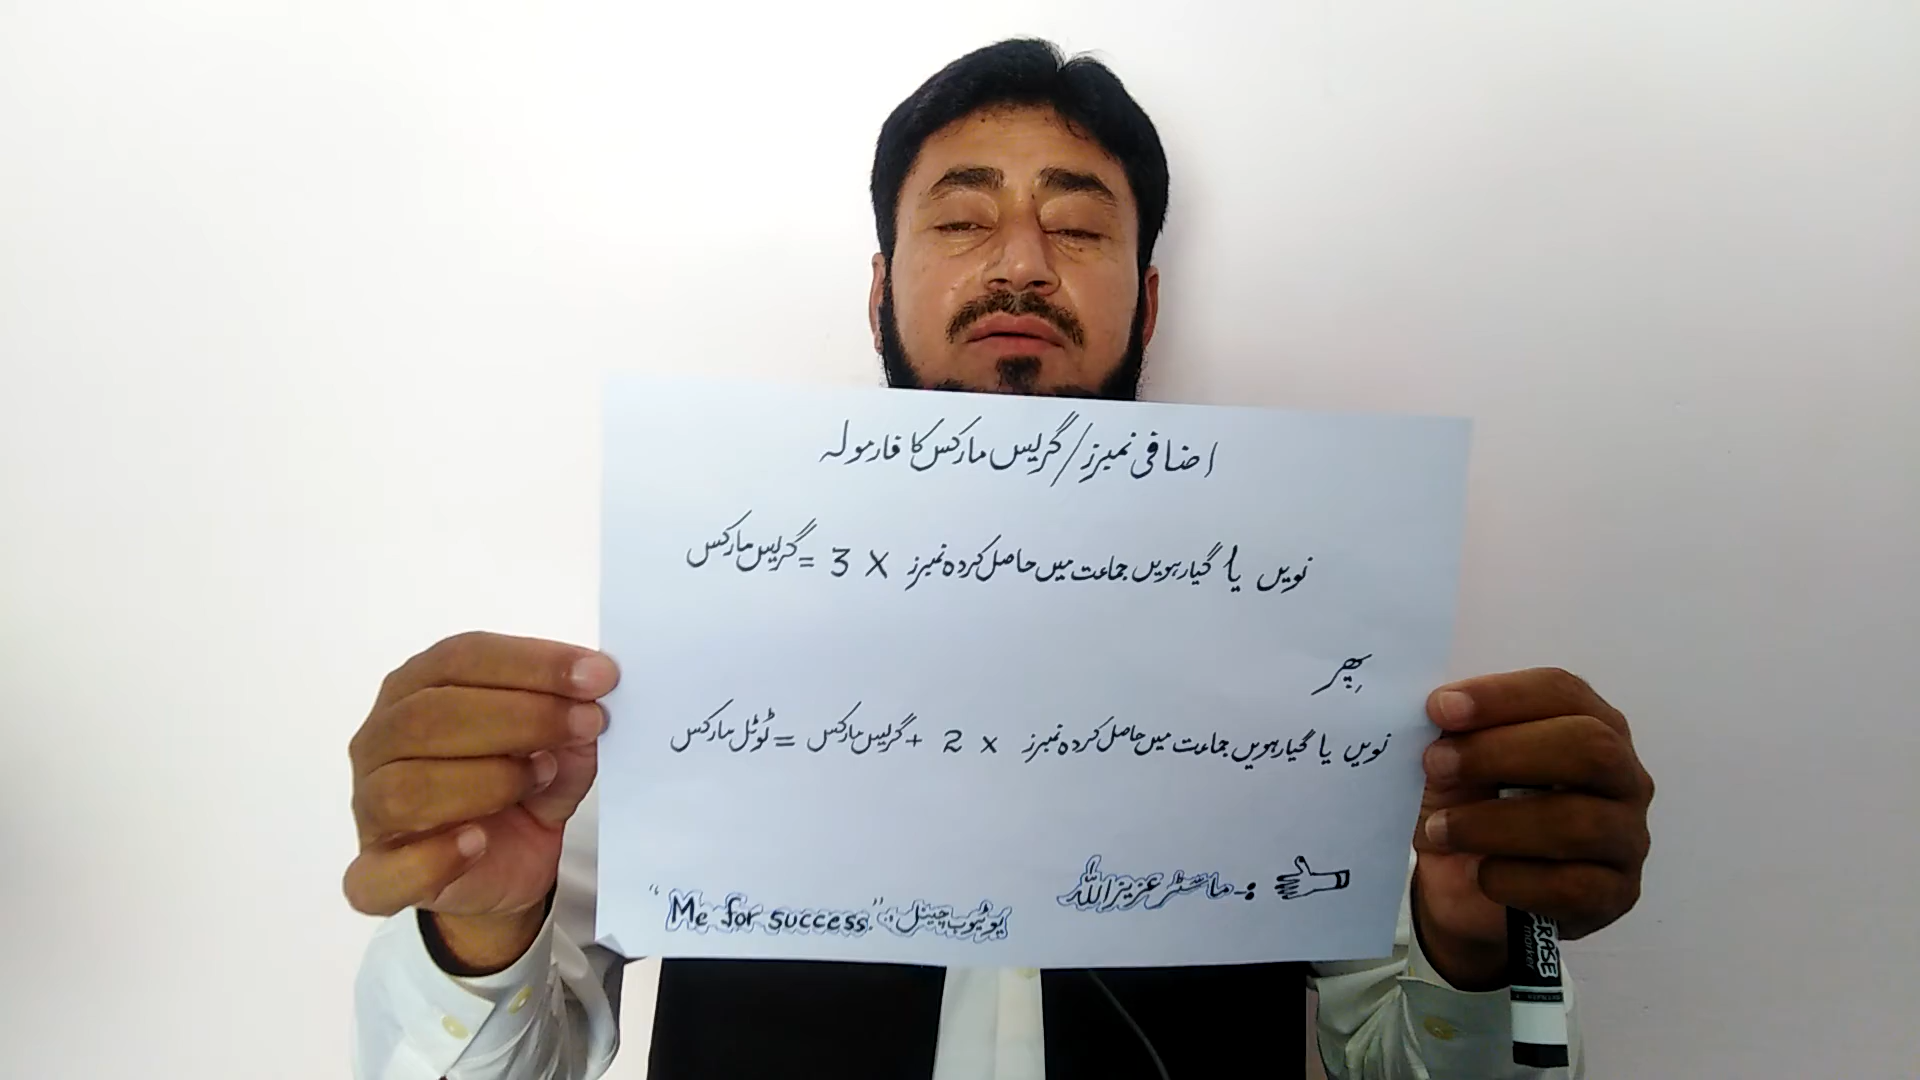 اضافی نمبرز/گریس مارکس کا فارمولہ
نویں یا گیارہویں جماعت میں حاصل کردہ نمبرز X 3 = گریس مارکس
پھر
نویں یا گیارہویں جماعت میں حاصل کردہ نمبرز x 2 + گریس مارکس = ٹوٹل مارکس
:- ماسٹر عزیز اللہ
یوٹیوب چینل :- "Me for success."
ERASE
marker